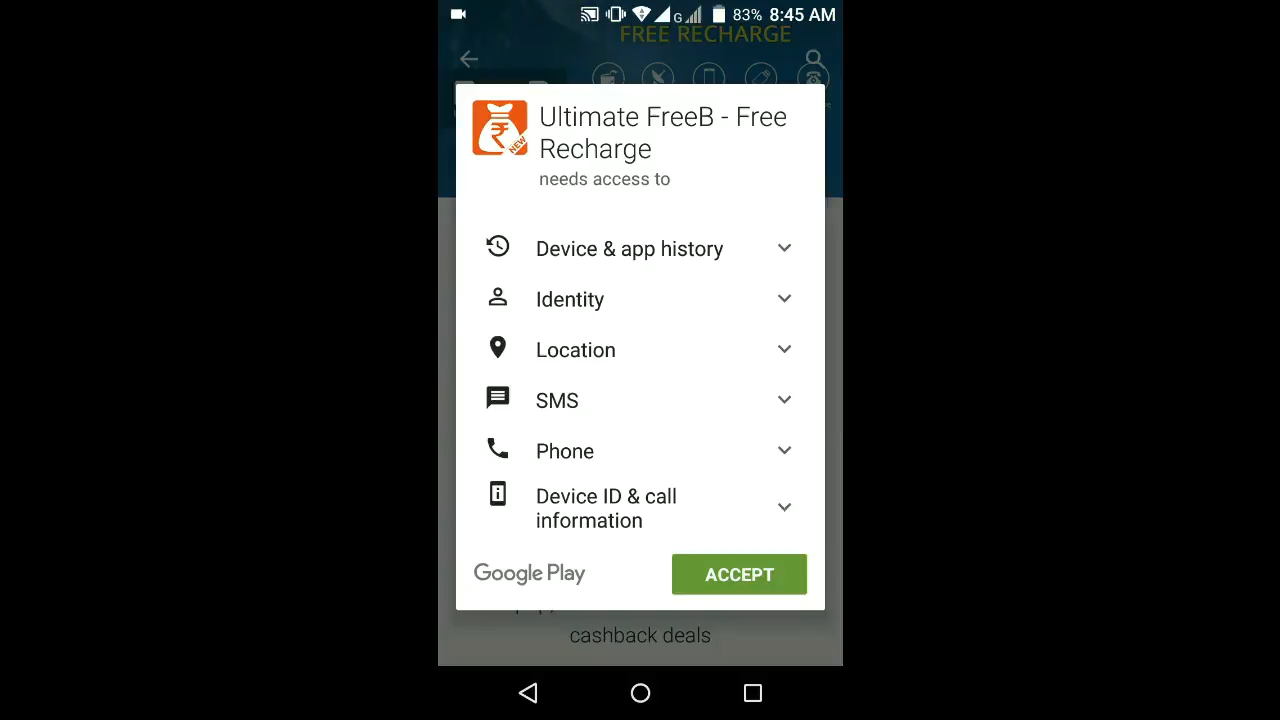 G 83% 8:45 AM
FREE RECHARGE
Ultimate FreeB - Free
Recharge
NEW
needs access to
Device & app history
Identity
Location
SMS
Phone
Device ID & call
information
Google Play
ACCEPT
cashback deals